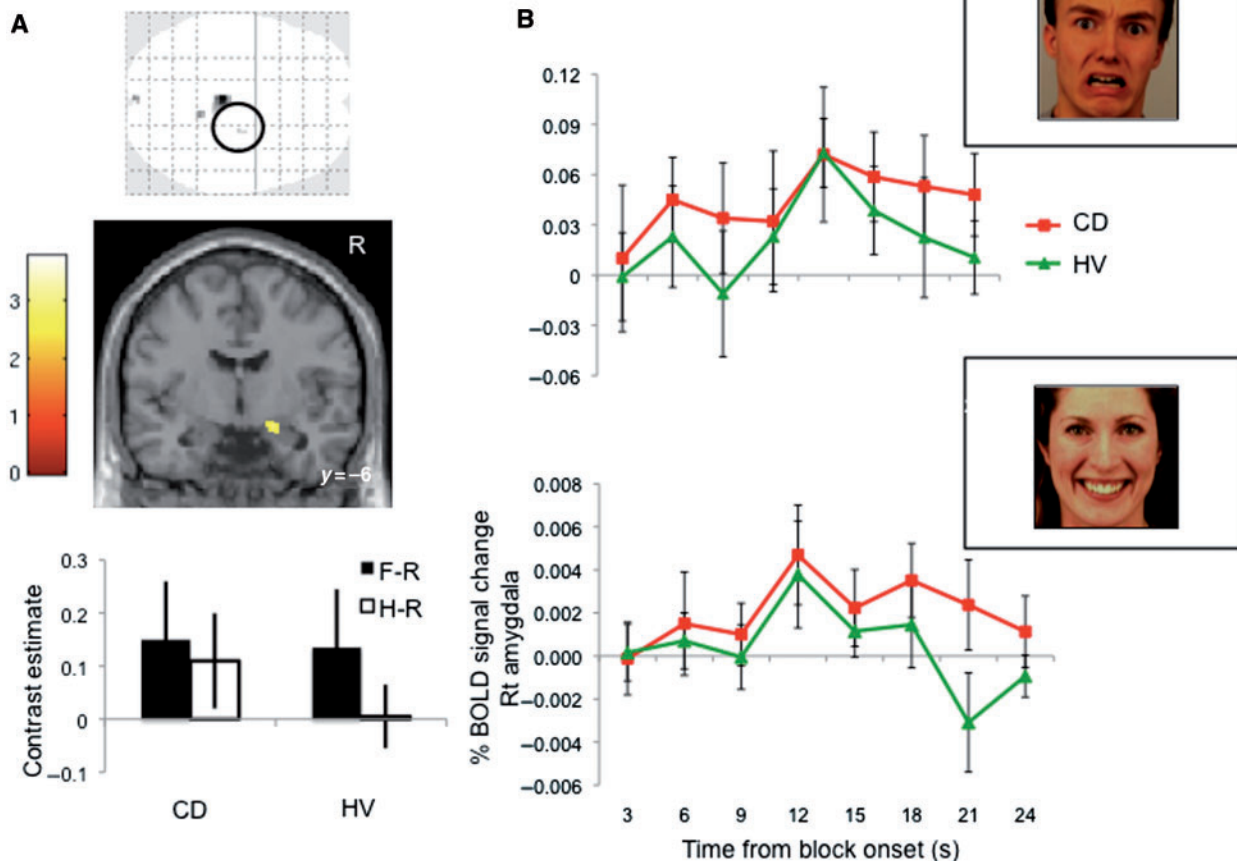 A
R
3
2
1
0
y=–6
0.3
0.2
0.1
0
–0.1
Contrast estimate
F-R
H-R
CD
HV
B
0.12
0.09
0.06
0.03
0
–0.03
–0.06
CD
HV
0.008
0.006
0.004
0.002
0.000
–0.002
–0.004
–0.006
% BOLD signal change
Rt amygdala
3 6 9 12 15 18 21 24
Time from block onset (s)